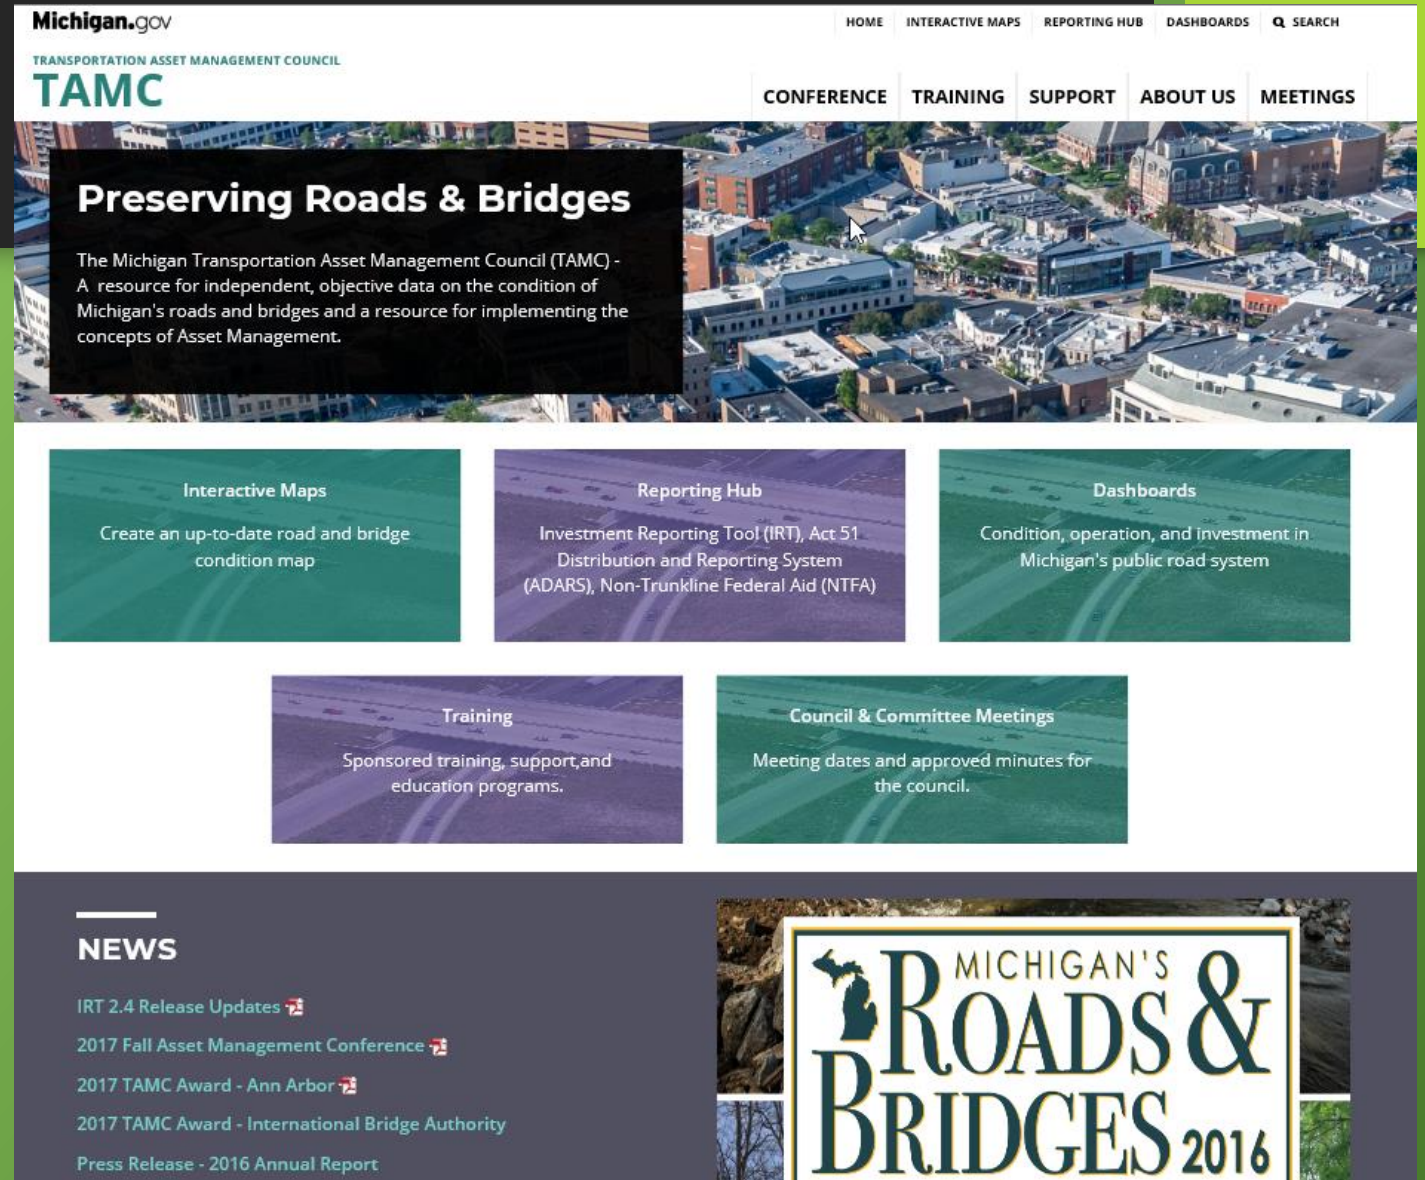 Michigan.gov
HOME INTERACTIVE MAPS REPORTING HUB DASHBOARDS SEARCH
TRANSPORTATION ASSET MANAGEMENT COUNCIL
TAMC
CONFERENCE TRAINING SUPPORT ABOUT US MEETINGS
Preserving Roads & Bridges
The Michigan Transportation Asset Management Council (TAMC) -
A resource for independent, objective data on the condition of
Michigan's roads and bridges and a resource for implementing the
concepts of Asset Management.
Interactive Maps
Create an up-to-date road and bridge
condition map
Reporting Hub
Investment Reporting Tool (IRT), Act 51
Distribution and Reporting System
(ADARS), Non-Trunkline Federal Aid (NTFA)
Dashboards
Condition, operation, and investment in
Michigan's public road system
Training
Sponsored training, support,and
education programs.
Council & Committee Meetings
Meeting dates and approved minutes for
the council.
NEWS
IRT 2.4 Release Updates
2017 Fall Asset Management Conference
2017 TAMC Award - Ann Arbor
2017 TAMC Award - International Bridge Authority
Press Release - 2016 Annual Report
MICHIGAN'S
ROADS &
BRIDGES 2016